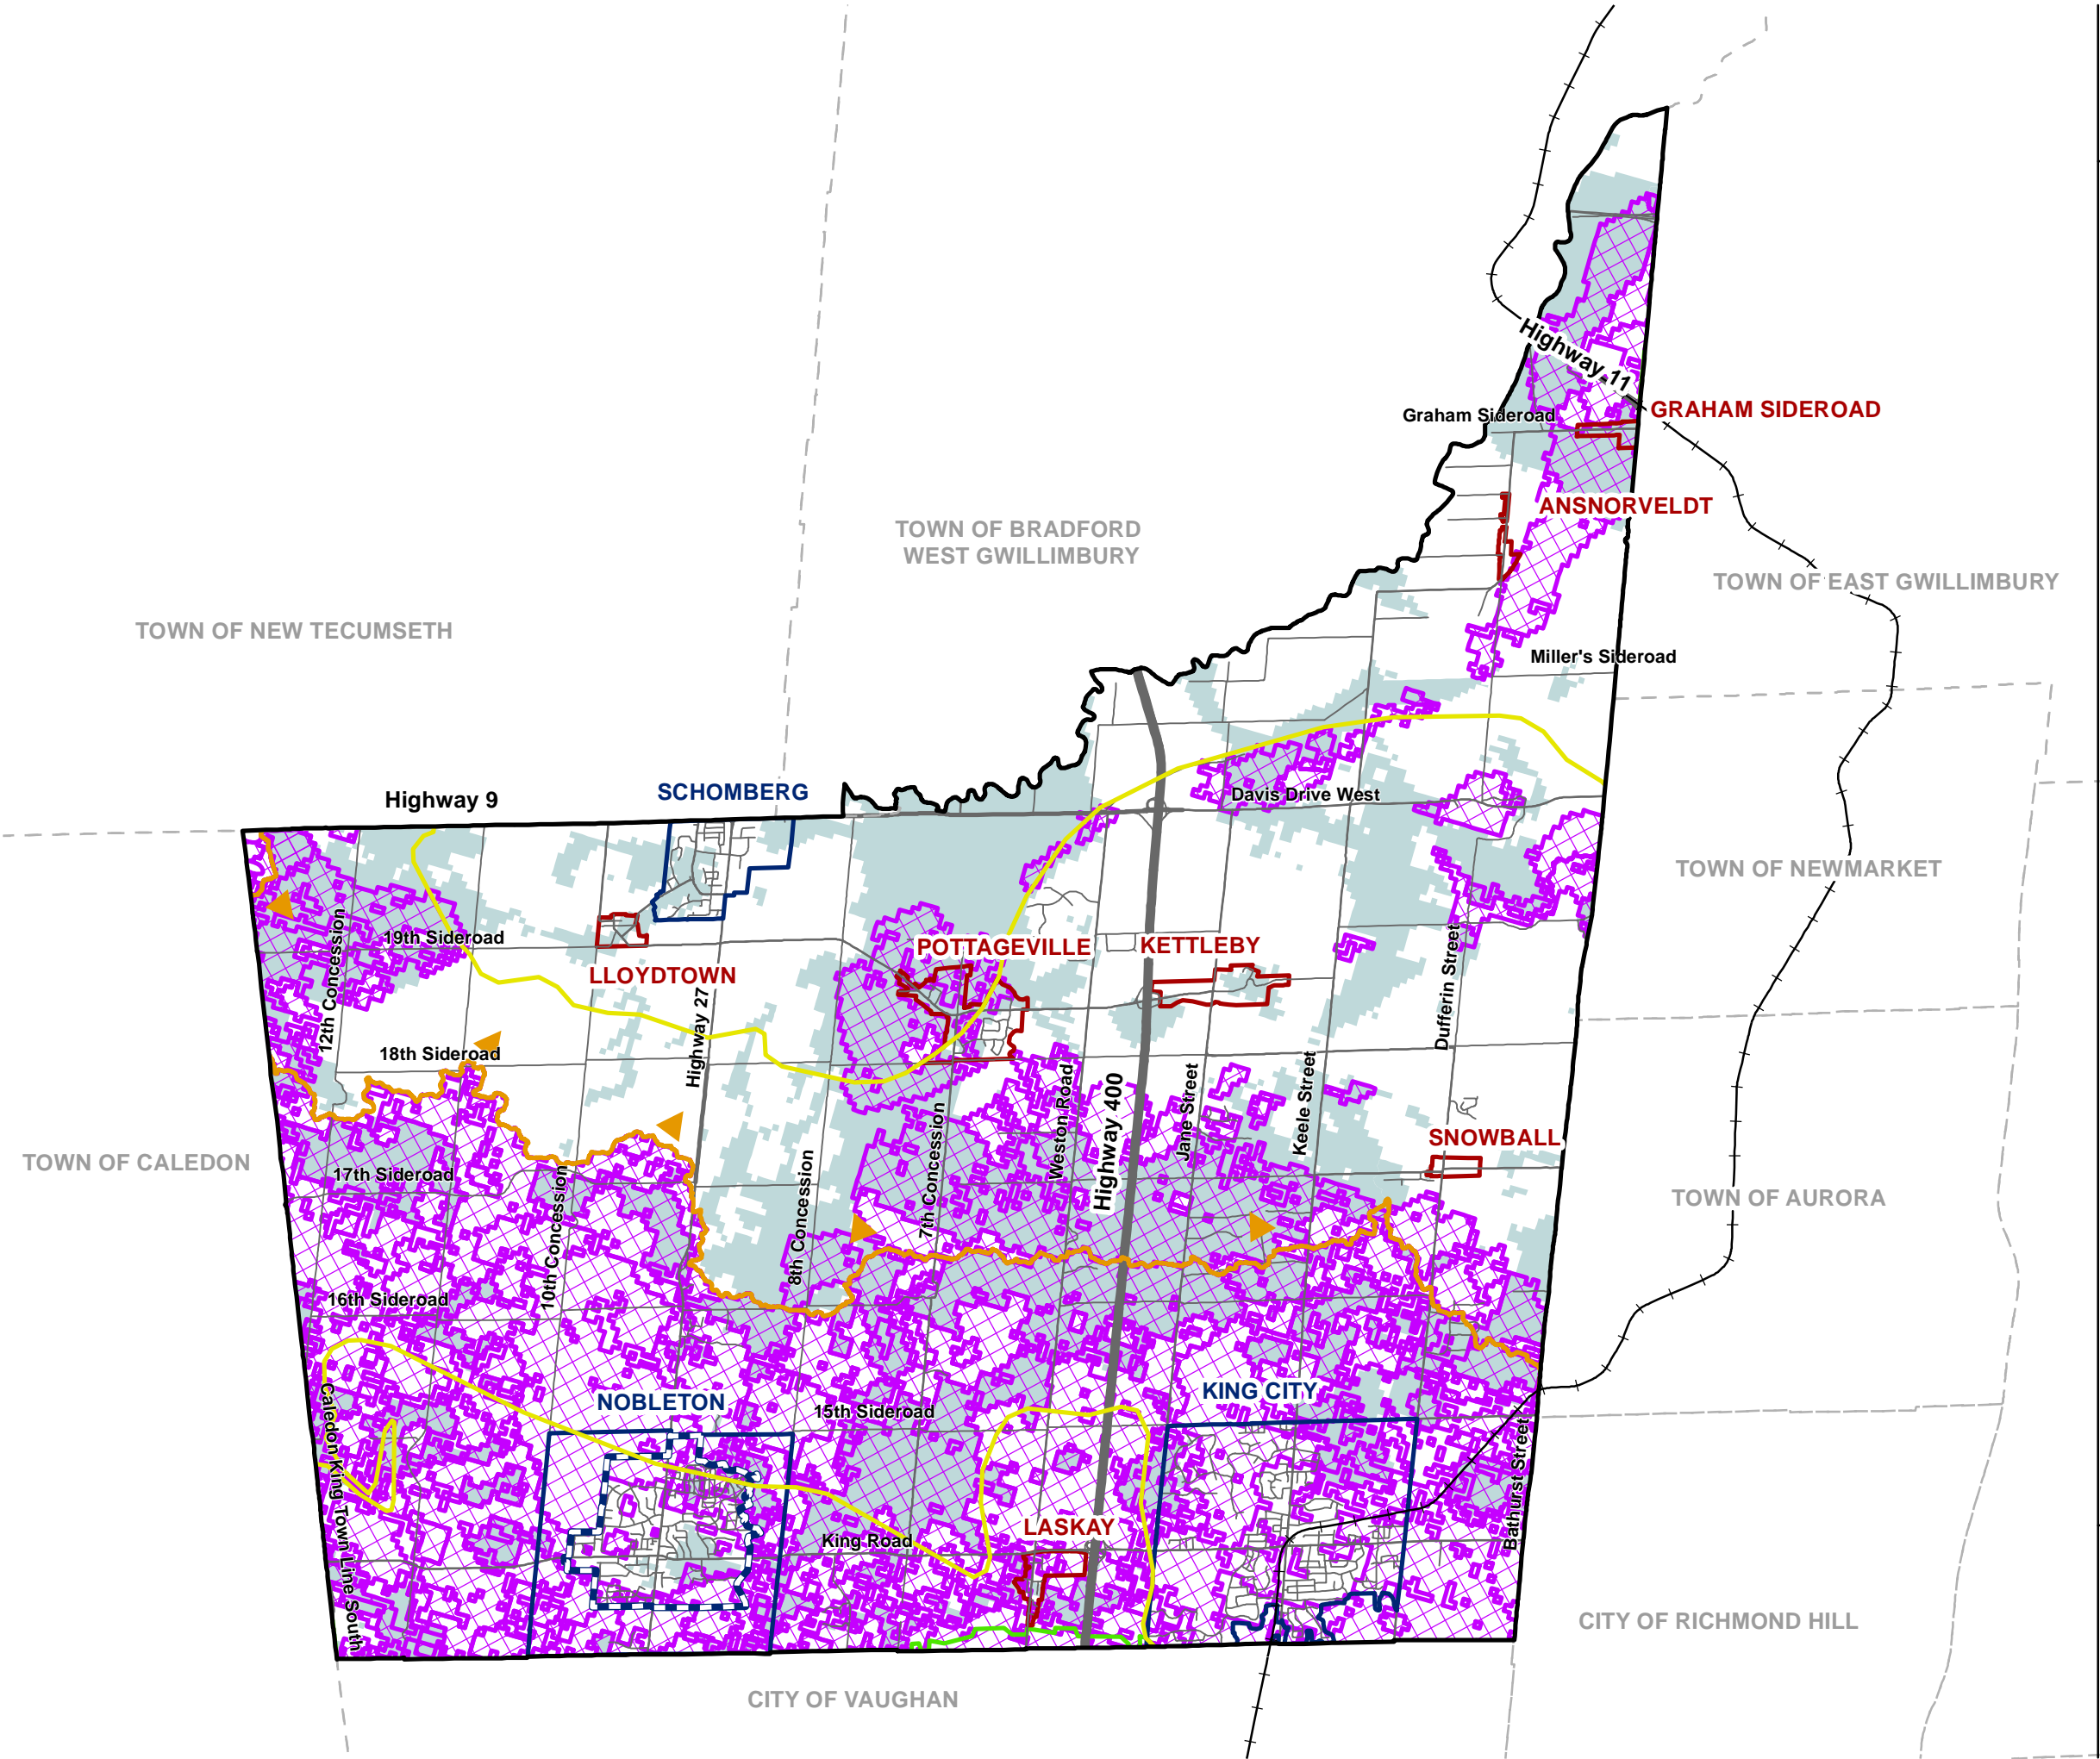 Highway 11
Graham Sideroad
GRAHAM SIDEROAD
ANSNORVELDT
TOWN OF BRADFORD
WEST GWILLIMBURY
TOWN OF EAST GWILLIMBURY
TOWN OF NEW TECUMSETH
Miller's Sideroad
SCHOMBERG
Highway 9
Davis Drive West
TOWN OF NEWMARKET
12th Concession
19th Sideroad
POTTAGEVILLE
KETTLEBY
LLOYDTOWN
Highway 27
Dufferin Street
18th Sideroad
Weston Road
Highway 400
Jane Street
Keele Street
SNOWBALL
TOWN OF CALEDON
17th Sideroad
10th Concession
8th Concession
7th Concession
TOWN OF AURORA
16th Sideroad
NOBLETON
KING CITY
15th Sideroad
Caledon King Town Line South
Bathurst Street
LASKAY
King Road
CITY OF RICHMOND HILL
CITY OF VAUGHAN